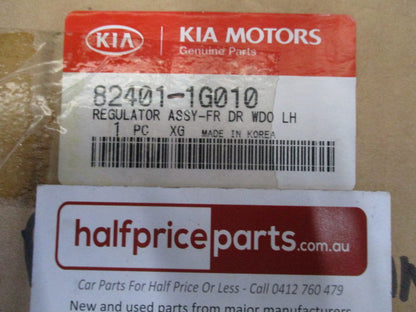 KIA
KIA MOTORS
Genuine Parts
82401-1G010
REGULATOR ASSY-FR DR WDO LH
1 PC XG MADE IN KOREA
halfpriceparts.com.au
Car Parts For Half Price Or Less - Call 0412 760 479
New and used parts from major manufacturers